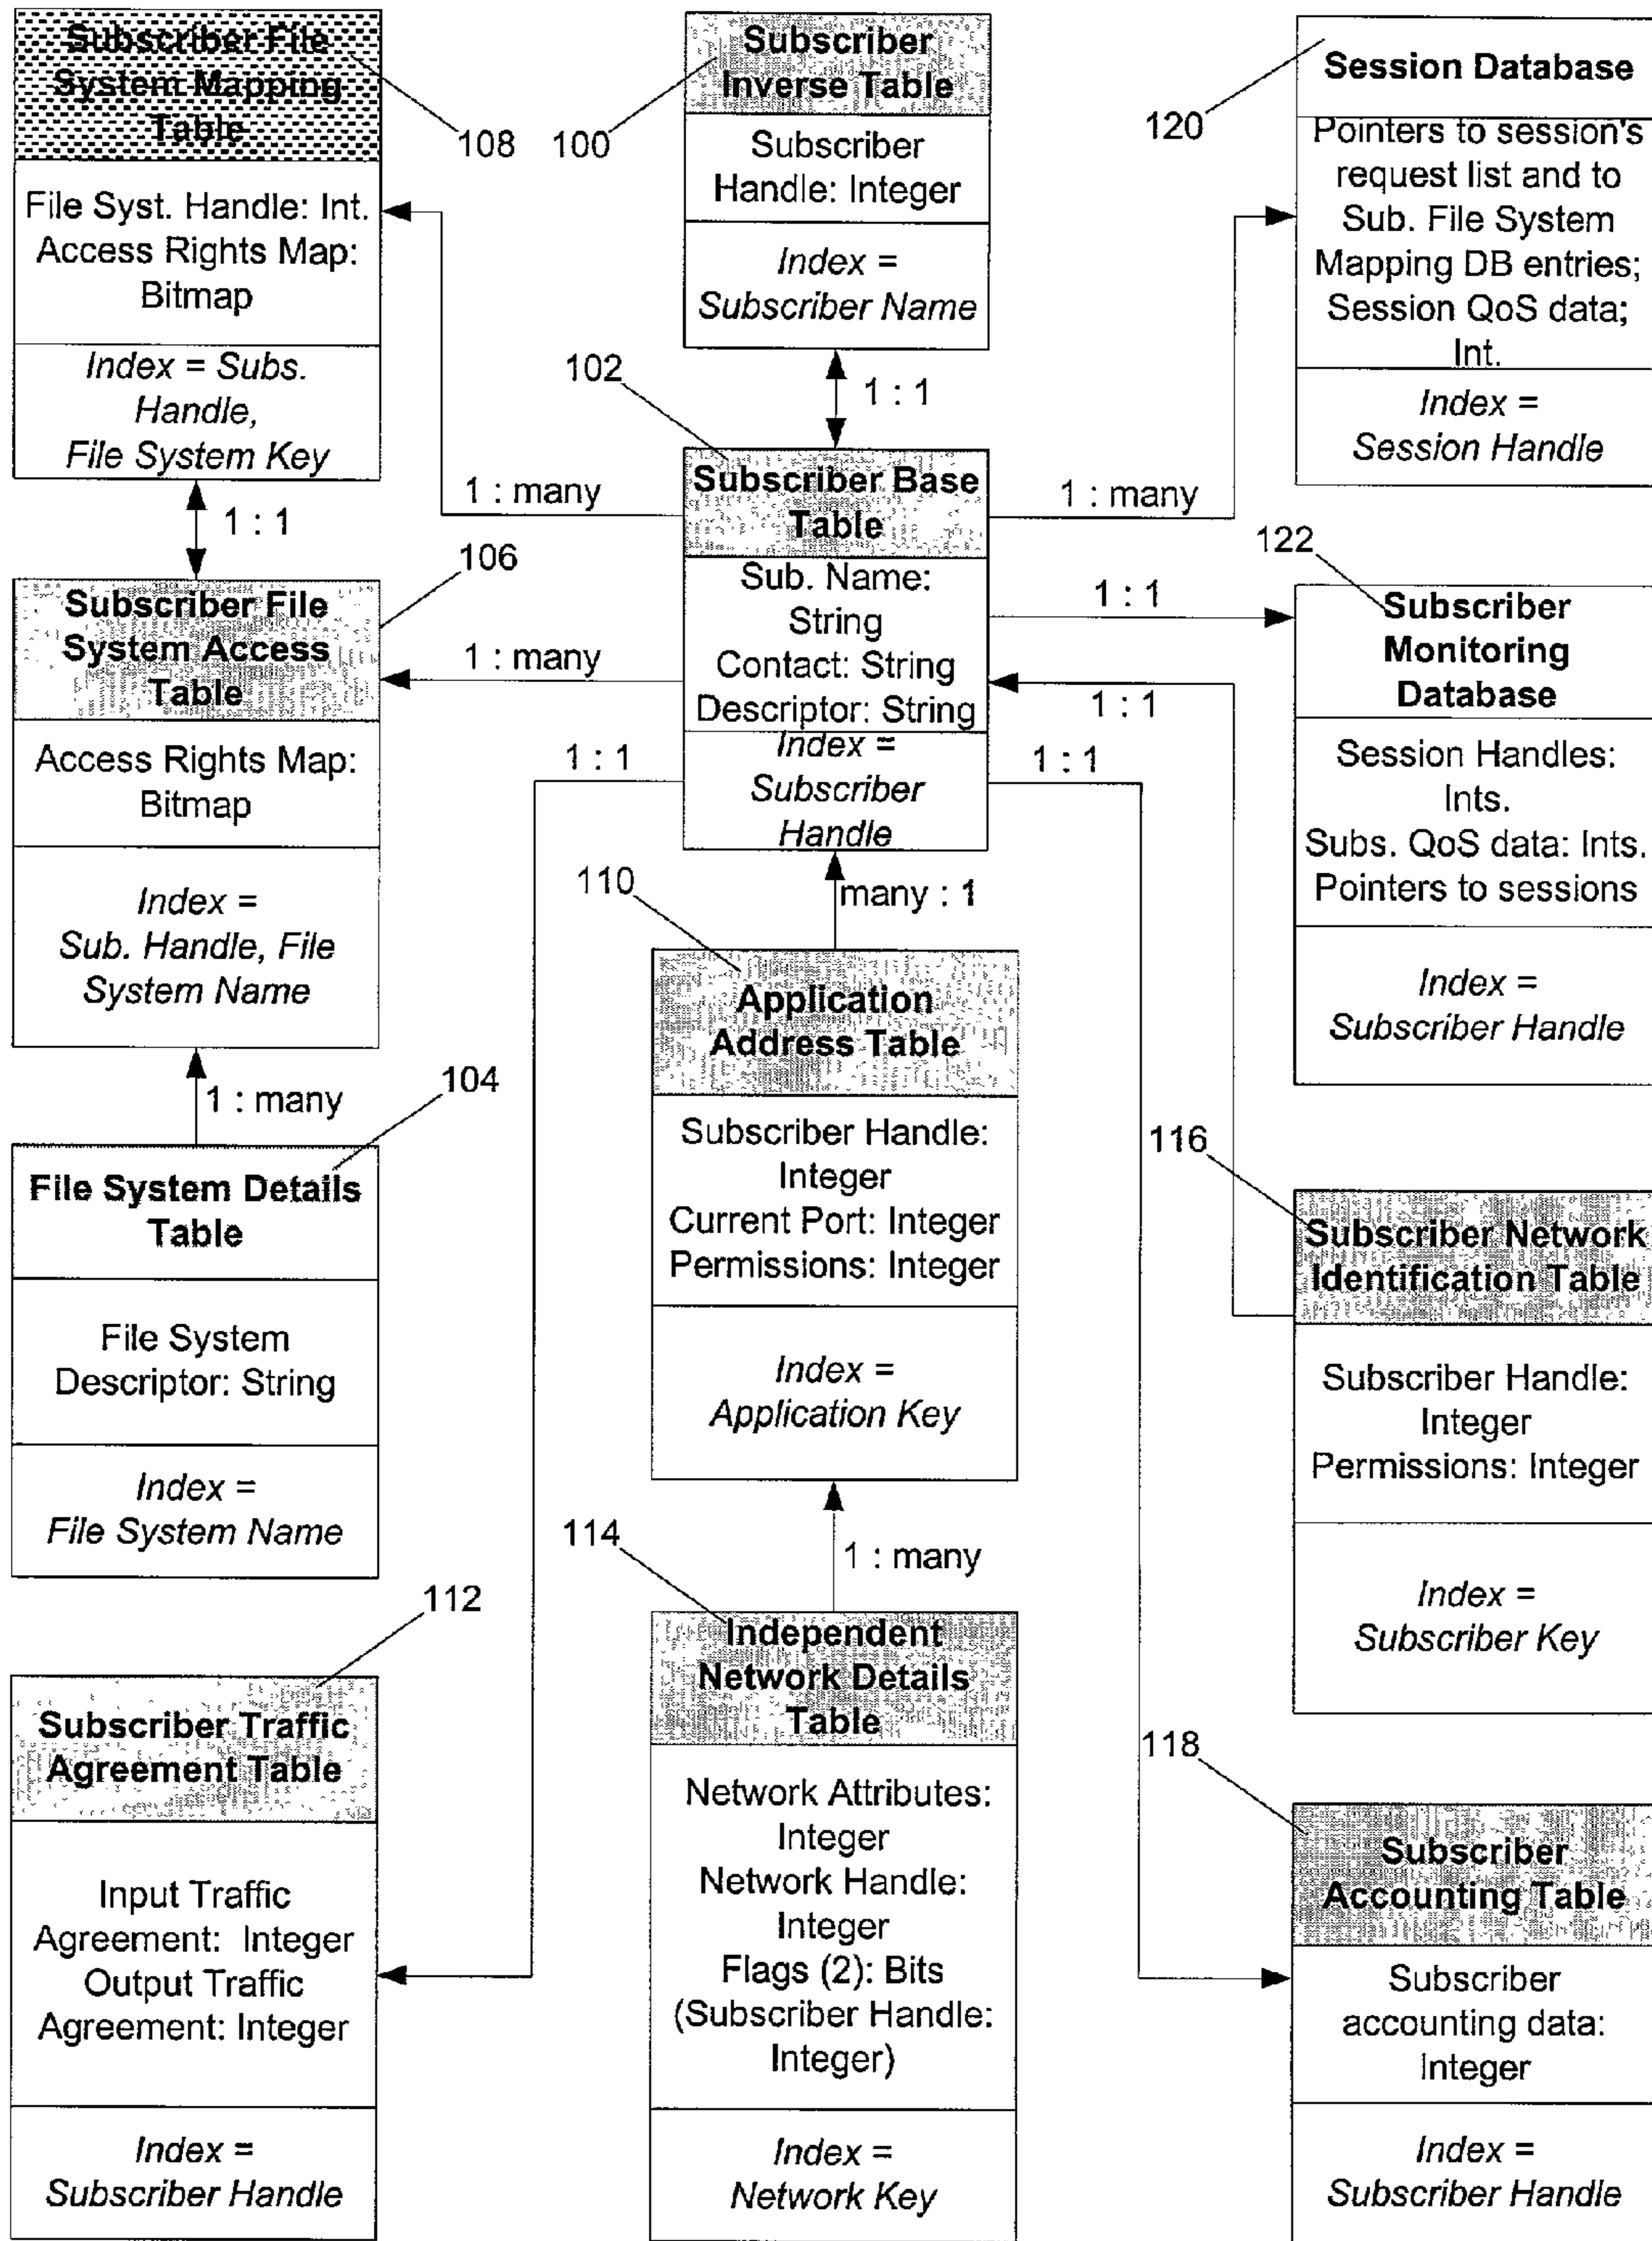 Subscriber File
System Mapping
Table
108
File Syst. Handle: Int.
Access Rights Map:
Bitmap
Index = Subs.
Handle,
File System Key
1 : 1
1 : many
Subscriber File
System Access
Table
106
Access Rights Map:
Bitmap
Index =
Sub. Handle, File
System Name
1 : many
1 : many
104
File System Details
Table
File System
Descriptor: String
Index =
File System Name
112
Subscriber Traffic
Agreement Table
Input Traffic
Agreement: Integer
Output Traffic
Agreement: Integer
Index =
Subscriber Handle
1 : 1
100
Subscriber
Inverse Table
Subscriber
Handle: Integer
Index =
Subscriber Name
1 : 1
102
Subscriber Base
Table
Sub. Name:
String
Contact: String
Descriptor: String
Index =
Subscriber
Handle
many : 1
110
Application
Address Table
Subscriber Handle:
Integer
Current Port: Integer
Permissions: Integer
Index =
Application Key
1 : many
114
Independent
Network Details
Table
Network Attributes:
Integer
Network Handle:
Integer
Flags (2): Bits
(Subscriber Handle:
Integer)
Index =
Network Key
120
Session Database
Pointers to session's
request list and to
Sub. File System
Mapping DB entries;
Session QoS data;
Int.
Index =
Session Handle
1 : many
122
1 : 1
Subscriber
Monitoring
Database
Session Handles:
Ints.
Subs. QoS data: Ints.
Pointers to sessions
Index =
Subscriber Handle
1 : 1
1 : 1
116
Subscriber Network
Identification Table
Subscriber Handle:
Integer
Permissions: Integer
Index =
Subscriber Key
118
Subscriber
Accounting Table
Subscriber
accounting data:
Integer
Index =
Subscriber Handle